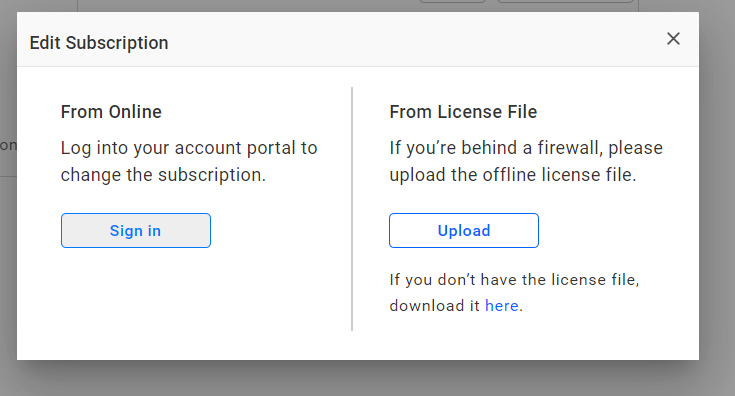 Edit Subscription
on
From Online
Log into your account portal to
change the subscription.
Sign in
From License File
If you’re behind a firewall, please
upload the offline license file.
Upload
If you don’t have the license file,
download it here.